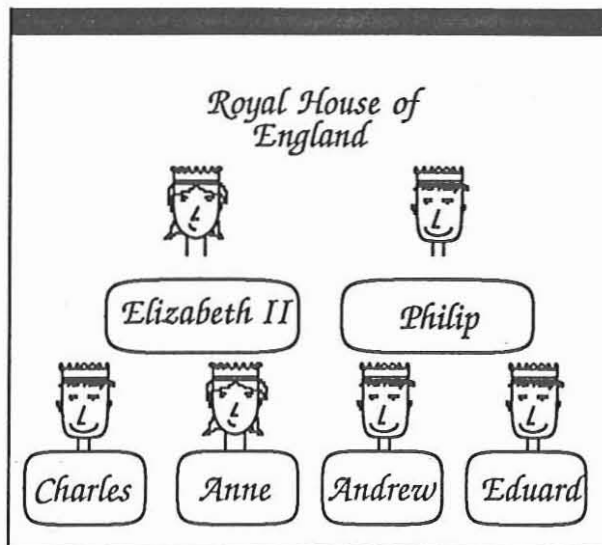 Royal House of
England
Elizabeth II
Philip
Charles
Anne
Andrew
Eduard